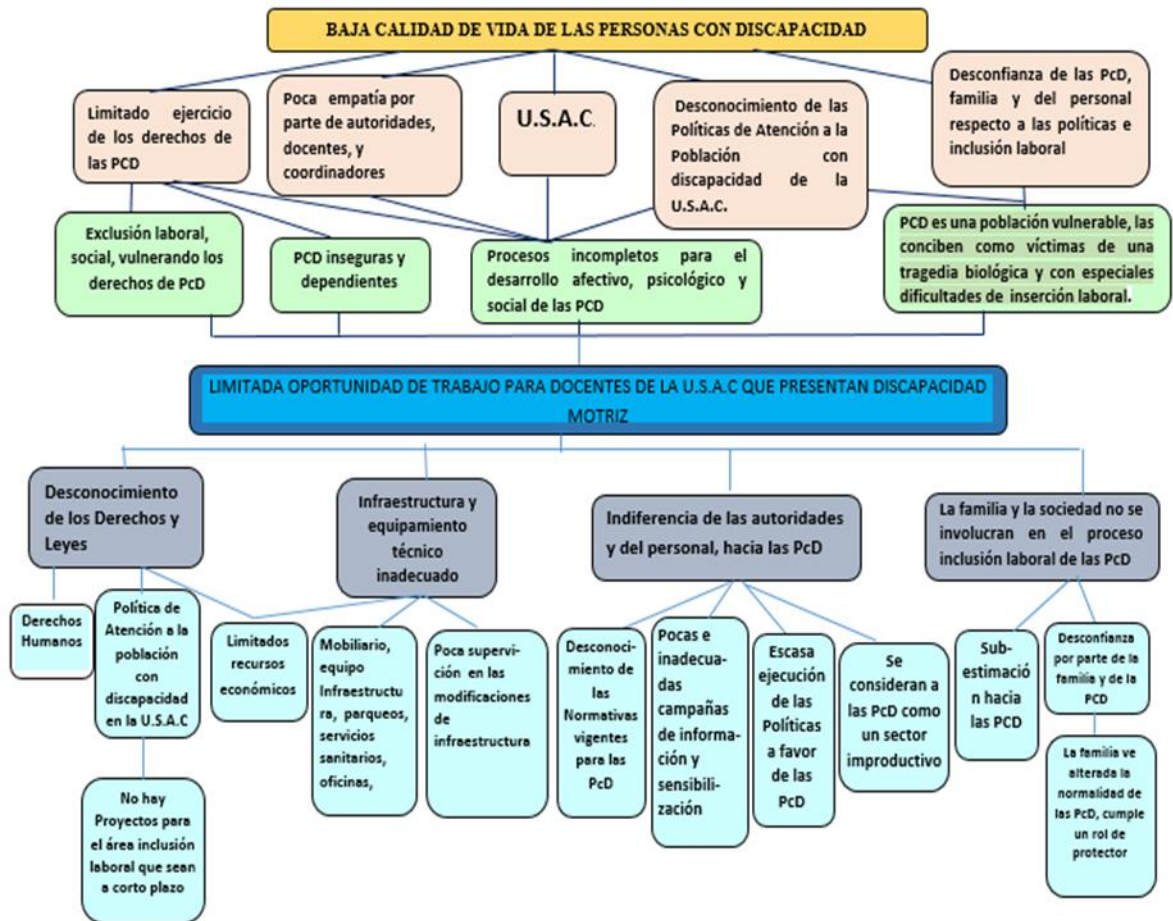 BAJA CALIDAD DE VIDA DE LAS PERSONAS CON DISCAPACIDAD
Limitado ejercicio
de los derechos de
las PCD
Poca empatía por
parte de autoridades,
docentes, y
coordinadores
U.S.A.C.
Desconocimiento de las
Políticas de Atención a la
Población con
discapacidad de la
U.S.A.C.
Desconfianza de las PcD,
familia y del personal
respecto a las políticas e
inclusión laboral
Exclusión laboral,
social, vulnerando los
derechos de PcD
PCD inseguras y
dependientes
Procesos incompletos para el
desarrollo afectivo, psicológico y
social de las PCD
PCD es una población vulnerable, las
conciben como víctimas de una
tragedia biológica y con especiales
dificultades de inserción laboral.
LIMITADA OPORTUNIDAD DE TRABAJO PARA DOCENTES DE LA U.S.A.C QUE PRESENTAN DISCAPACIDAD
MOTRIZ
Desconocimiento
de los Derechos y
Leyes
Infraestructura y
equipamiento
técnico
inadecuado
Indiferencia de las autoridades
y del personal, hacia las PcD
La familia y la sociedad no se
involucran en el proceso
inclusión laboral de las PcD
Derechos
Humanos
Política de
Atención a la
población
con
discapacidad
en la U.S.A.C
Limitados
recursos
económicos
Mobiliario,
equipo
Infraestructu
ra, parqueos,
servicios
sanitarios,
oficinas,
Poca supervi-
ción en las
modificaciones
de
infraestructura
Desconoci-
miento de
las
Normativas
vigentes
para las
PcD
Pocas e
inadecua-
das
campañas
de informa-
ción y
sensibili-
zación
Escasa
ejecución
de las
Políticas
a favor
de las
PcD
Se
consideran a
las PcD como
un sector
improductivo
Sub-
estimació
n hacia
las PCD
Desconfianza
por parte de la
familia y de la
PCD
No hay
Proyectos para
el área inclusión
laboral que sean
a corto plazo
La familia ve
alterada la
normalidad de
las PcD, cumple
un rol de
protector